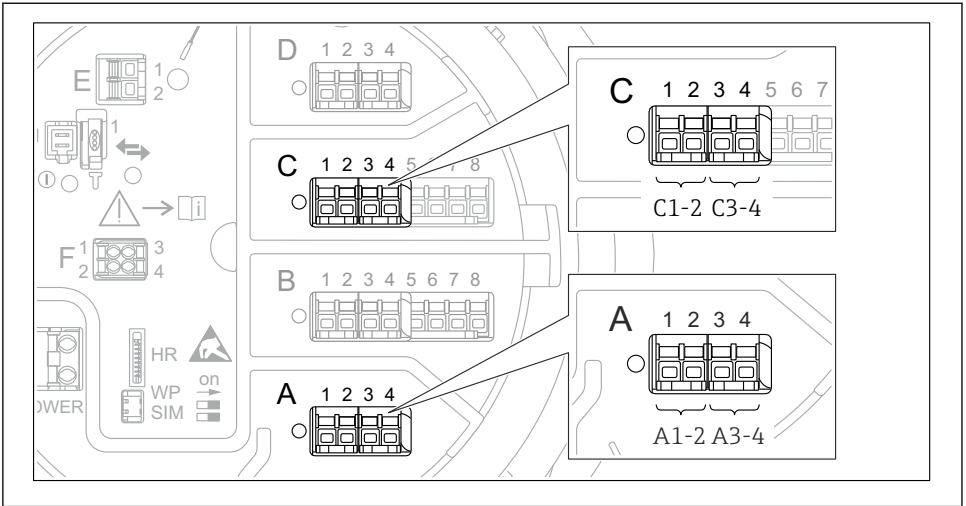 D 1 2 3 4
E 1
2
1
C 1 2 3 4 5 6 7 8
C 1 2 3 4 5 6 7
C1-2 C3-4
i
F 1 3
2 4
B 1 2 3 4 5 6 7 8
A 1 2 3 4
A1-2 A3-4
HR
WP on
SIM
OWER
A 1 2 3 4